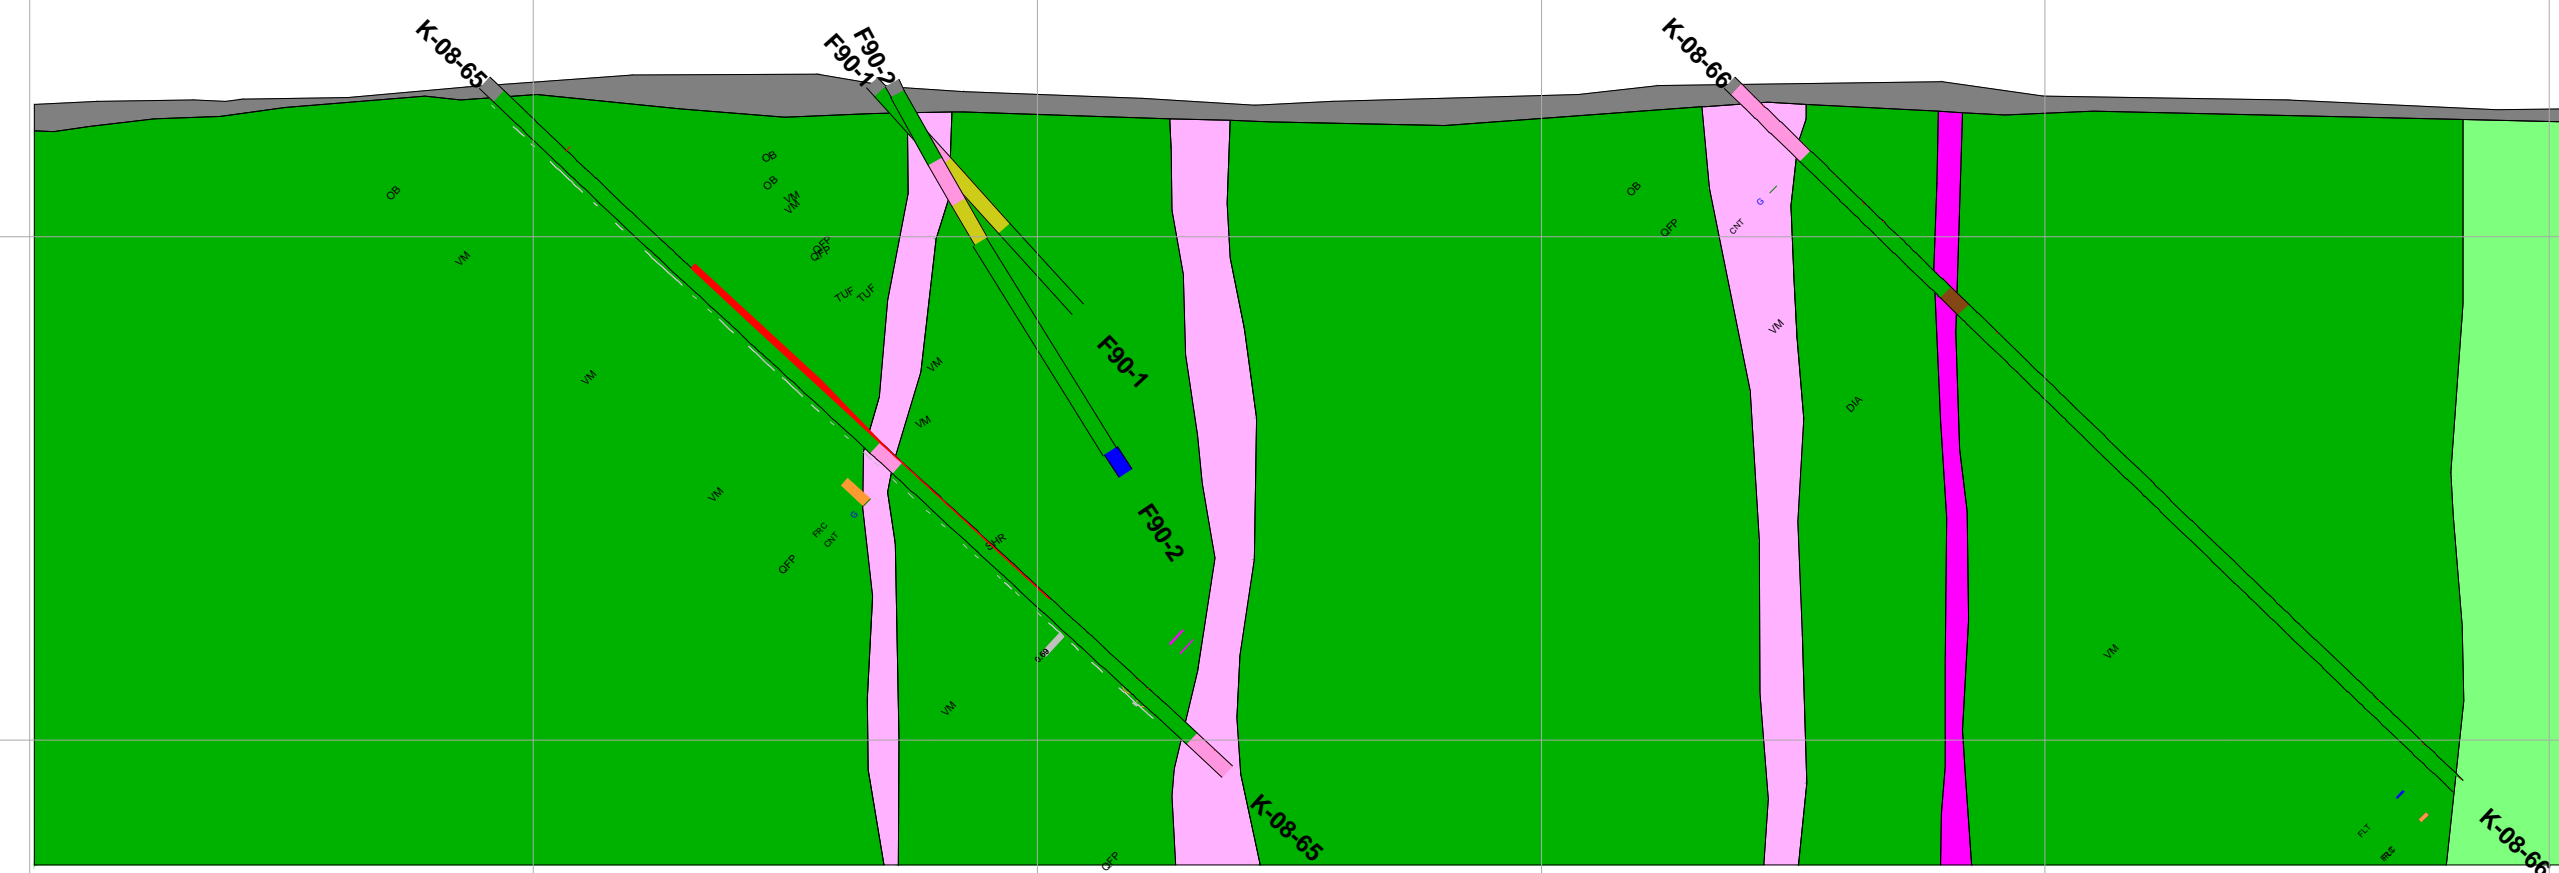 K-08-65
F90-1
F90-2
K-08-66
OB
OB
OB
VM
VM
OB
QFP
G
CNT
VM
QFP
QFP
TUF
TUF
VM
VM
VM
VM
DIA
VM
F90-1
FRC
CNT
G
QFP
SHR
F90-2
VM
VM
QFP
K-08-65
FLT
K-08-66